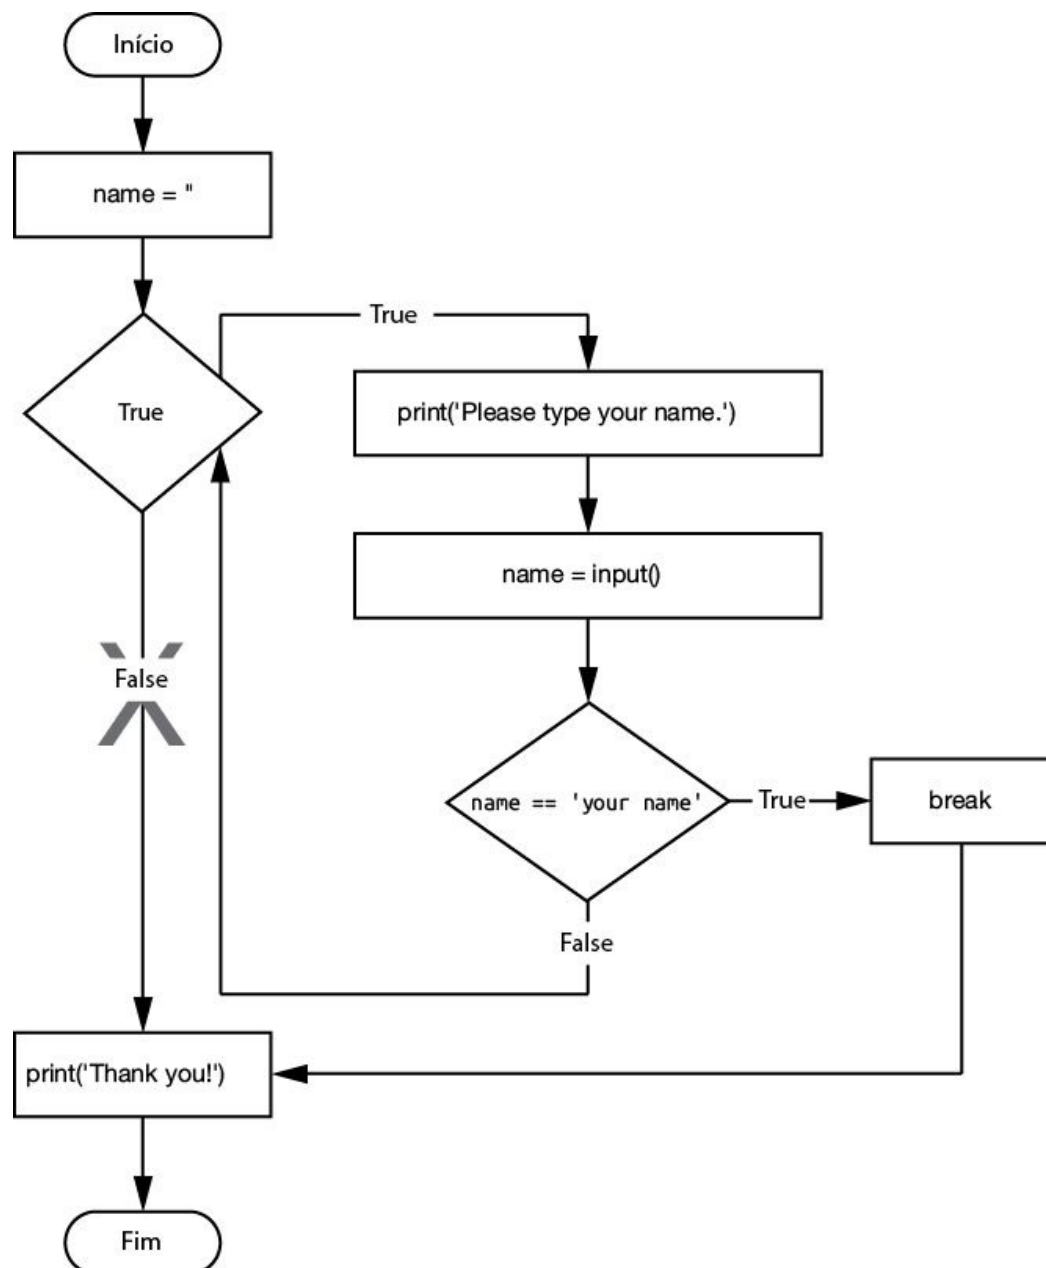 Início
name = ''
True
True
print('Please type your name.')
name = input()
False
name == 'your name'
True
break
False
print('Thank you!')
Fim